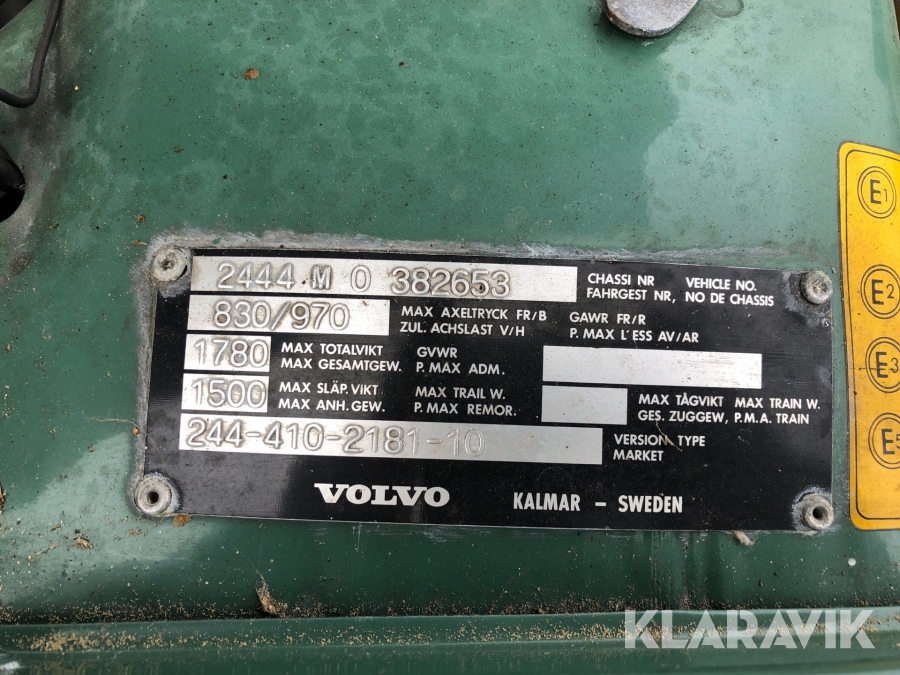 2444 M 0 382653
CHASSI NR VEHICLE NO.
FAHRGEST NR, NO DE CHASSIS
830/970
MAX AXELTRYCK FR/B GAWR FR/R
ZUL. ACHSLAST V/H P. MAX L'ESS AV/AR
1780
MAX TOTALVIKT GVWR
MAX GESAMTGEW. P. MAX ADM.
1500
MAX SLÄP.VIKT MAX TRAIL W.
MAX ANH. GEW. P. MAX REMOR.
MAX TÅGVIKT MAX TRAIN W.
GES. ZUGGEW, P.M.A. TRAIN
244-410-2181-10
VERSION, TYPE
MARKET
VOLVO KALMAR – SWEDEN
E1
E2
E3
E5
KLARAVIK